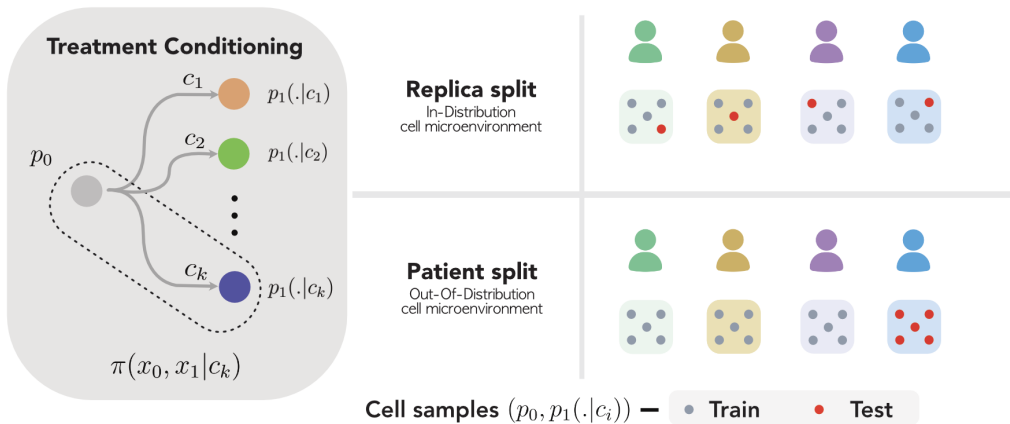 Treatment Conditioning
c₁
p₁(.|c₁)
c₂
p₁(.|c₂)
p₀
cₖ
p₁(.|cₖ)
π(x₀, x₁|cₖ)
Replica split
In-Distribution
cell microenvironment
Patient split
Out-Of-Distribution
cell microenvironment
Cell samples (p₀, p₁(.|cᵢ)) – Train Test